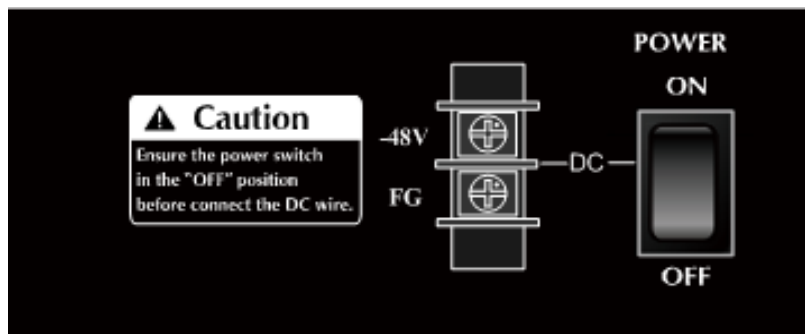 POWER
ON
Caution
Ensure the power switch
in the "OFF" position
before connect the DC wire.
-48V
DC
FG
OFF